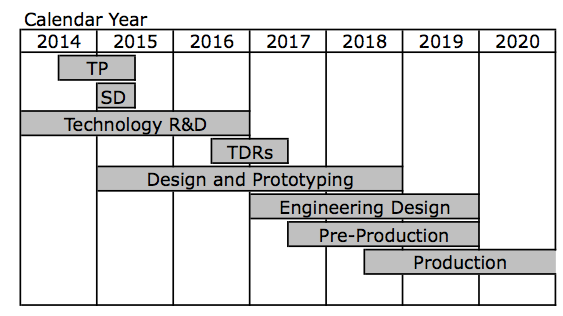 Calendar Year
2014 2015 2016 2017 2018 2019 2020
TP
SD
Technology R&D
TDRs
Design and Prototyping
Engineering Design
Pre-Production
Production